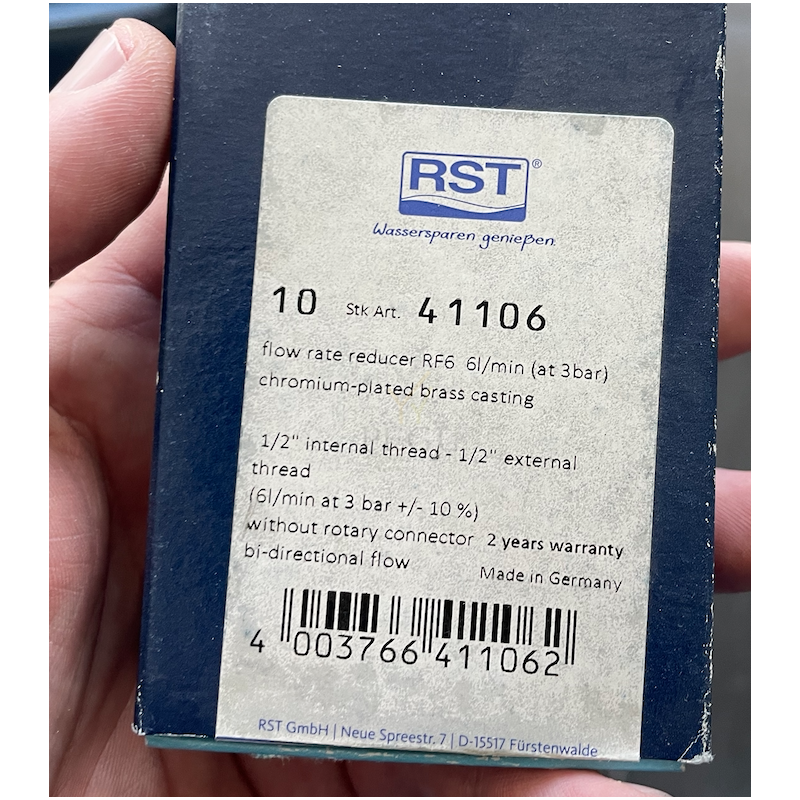 RST®
Wassersparen genießen.
10 Stk Art. 41106
flow rate reducer RF6 6l/min (at 3bar)
chromium-plated brass casting
1/2" internal thread - 1/2" external
thread
(6l/min at 3 bar +/- 10 %)
without rotary connector 2 years warranty
bi-directional flow Made in Germany
4 003766 411062
RST GmbH | Neue Spreestr. 7 | D-15517 Fürstenwalde